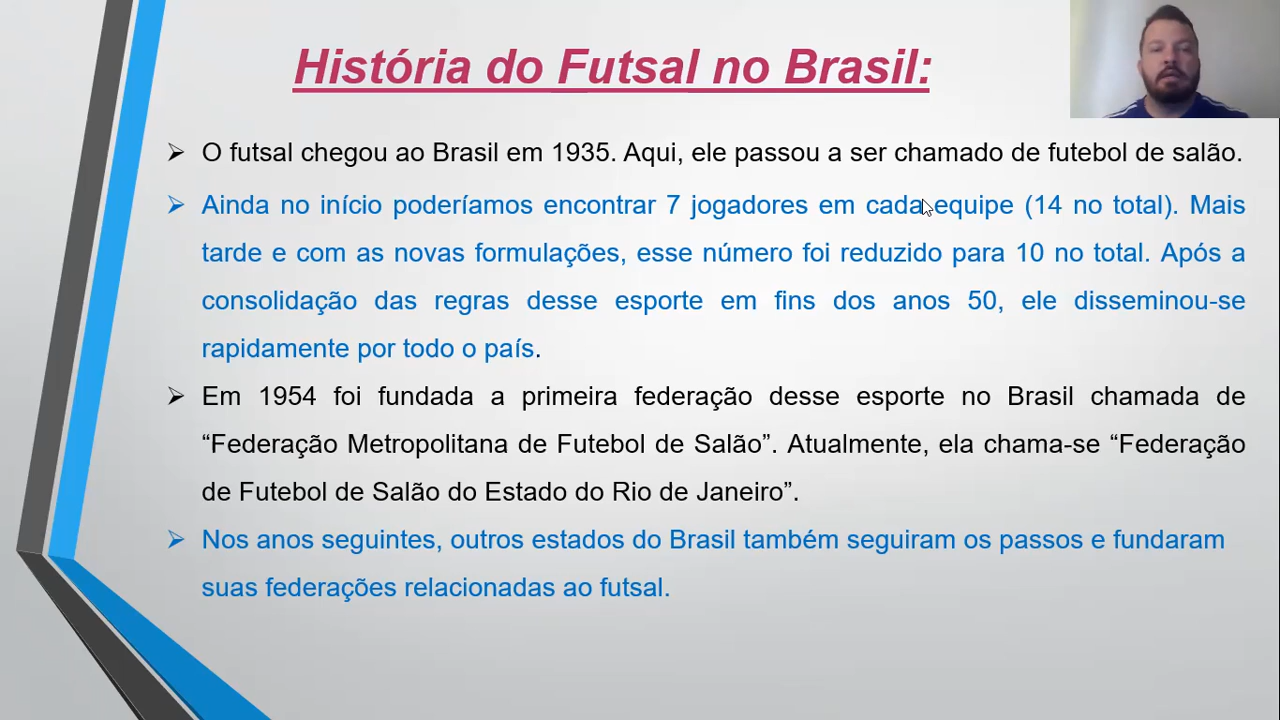 História do Futsal no Brasil:
➢ O futsal chegou ao Brasil em 1935. Aqui, ele passou a ser chamado de futebol de salão.
➢ Ainda no início poderíamos encontrar 7 jogadores em cada equipe (14 no total). Mais
tarde e com as novas formulações, esse número foi reduzido para 10 no total. Após a
consolidação das regras desse esporte em fins dos anos 50, ele disseminou-se
rapidamente por todo o país.
➢ Em 1954 foi fundada a primeira federação desse esporte no Brasil chamada de
“Federação Metropolitana de Futebol de Salão”. Atualmente, ela chama-se “Federação
de Futebol de Salão do Estado do Rio de Janeiro”.
➢ Nos anos seguintes, outros estados do Brasil também seguiram os passos e fundaram
suas federações relacionadas ao futsal.